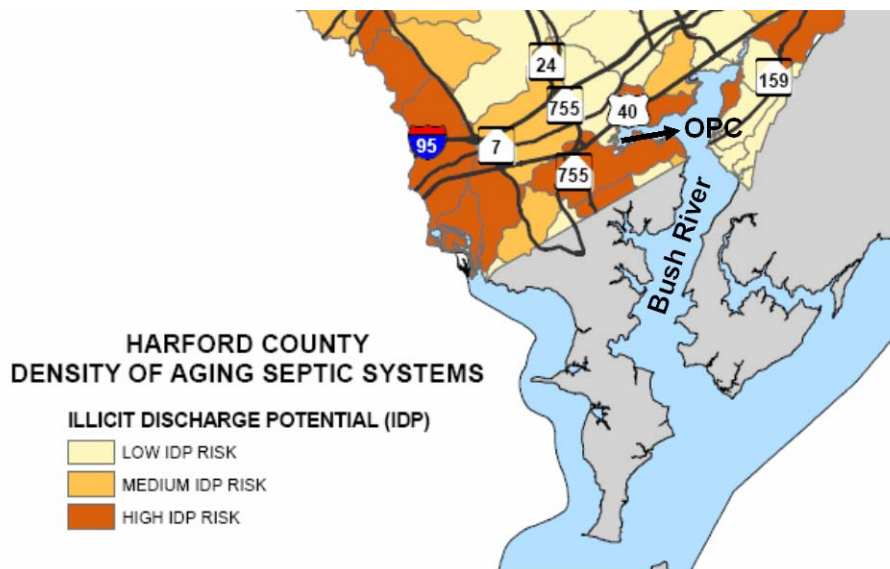 24
159
755
40
OPC
95
7
755
Bush River
HARFORD COUNTY
DENSITY OF AGING SEPTIC SYSTEMS
ILLICIT DISCHARGE POTENTIAL (IDP)
LOW IDP RISK
MEDIUM IDP RISK
HIGH IDP RISK